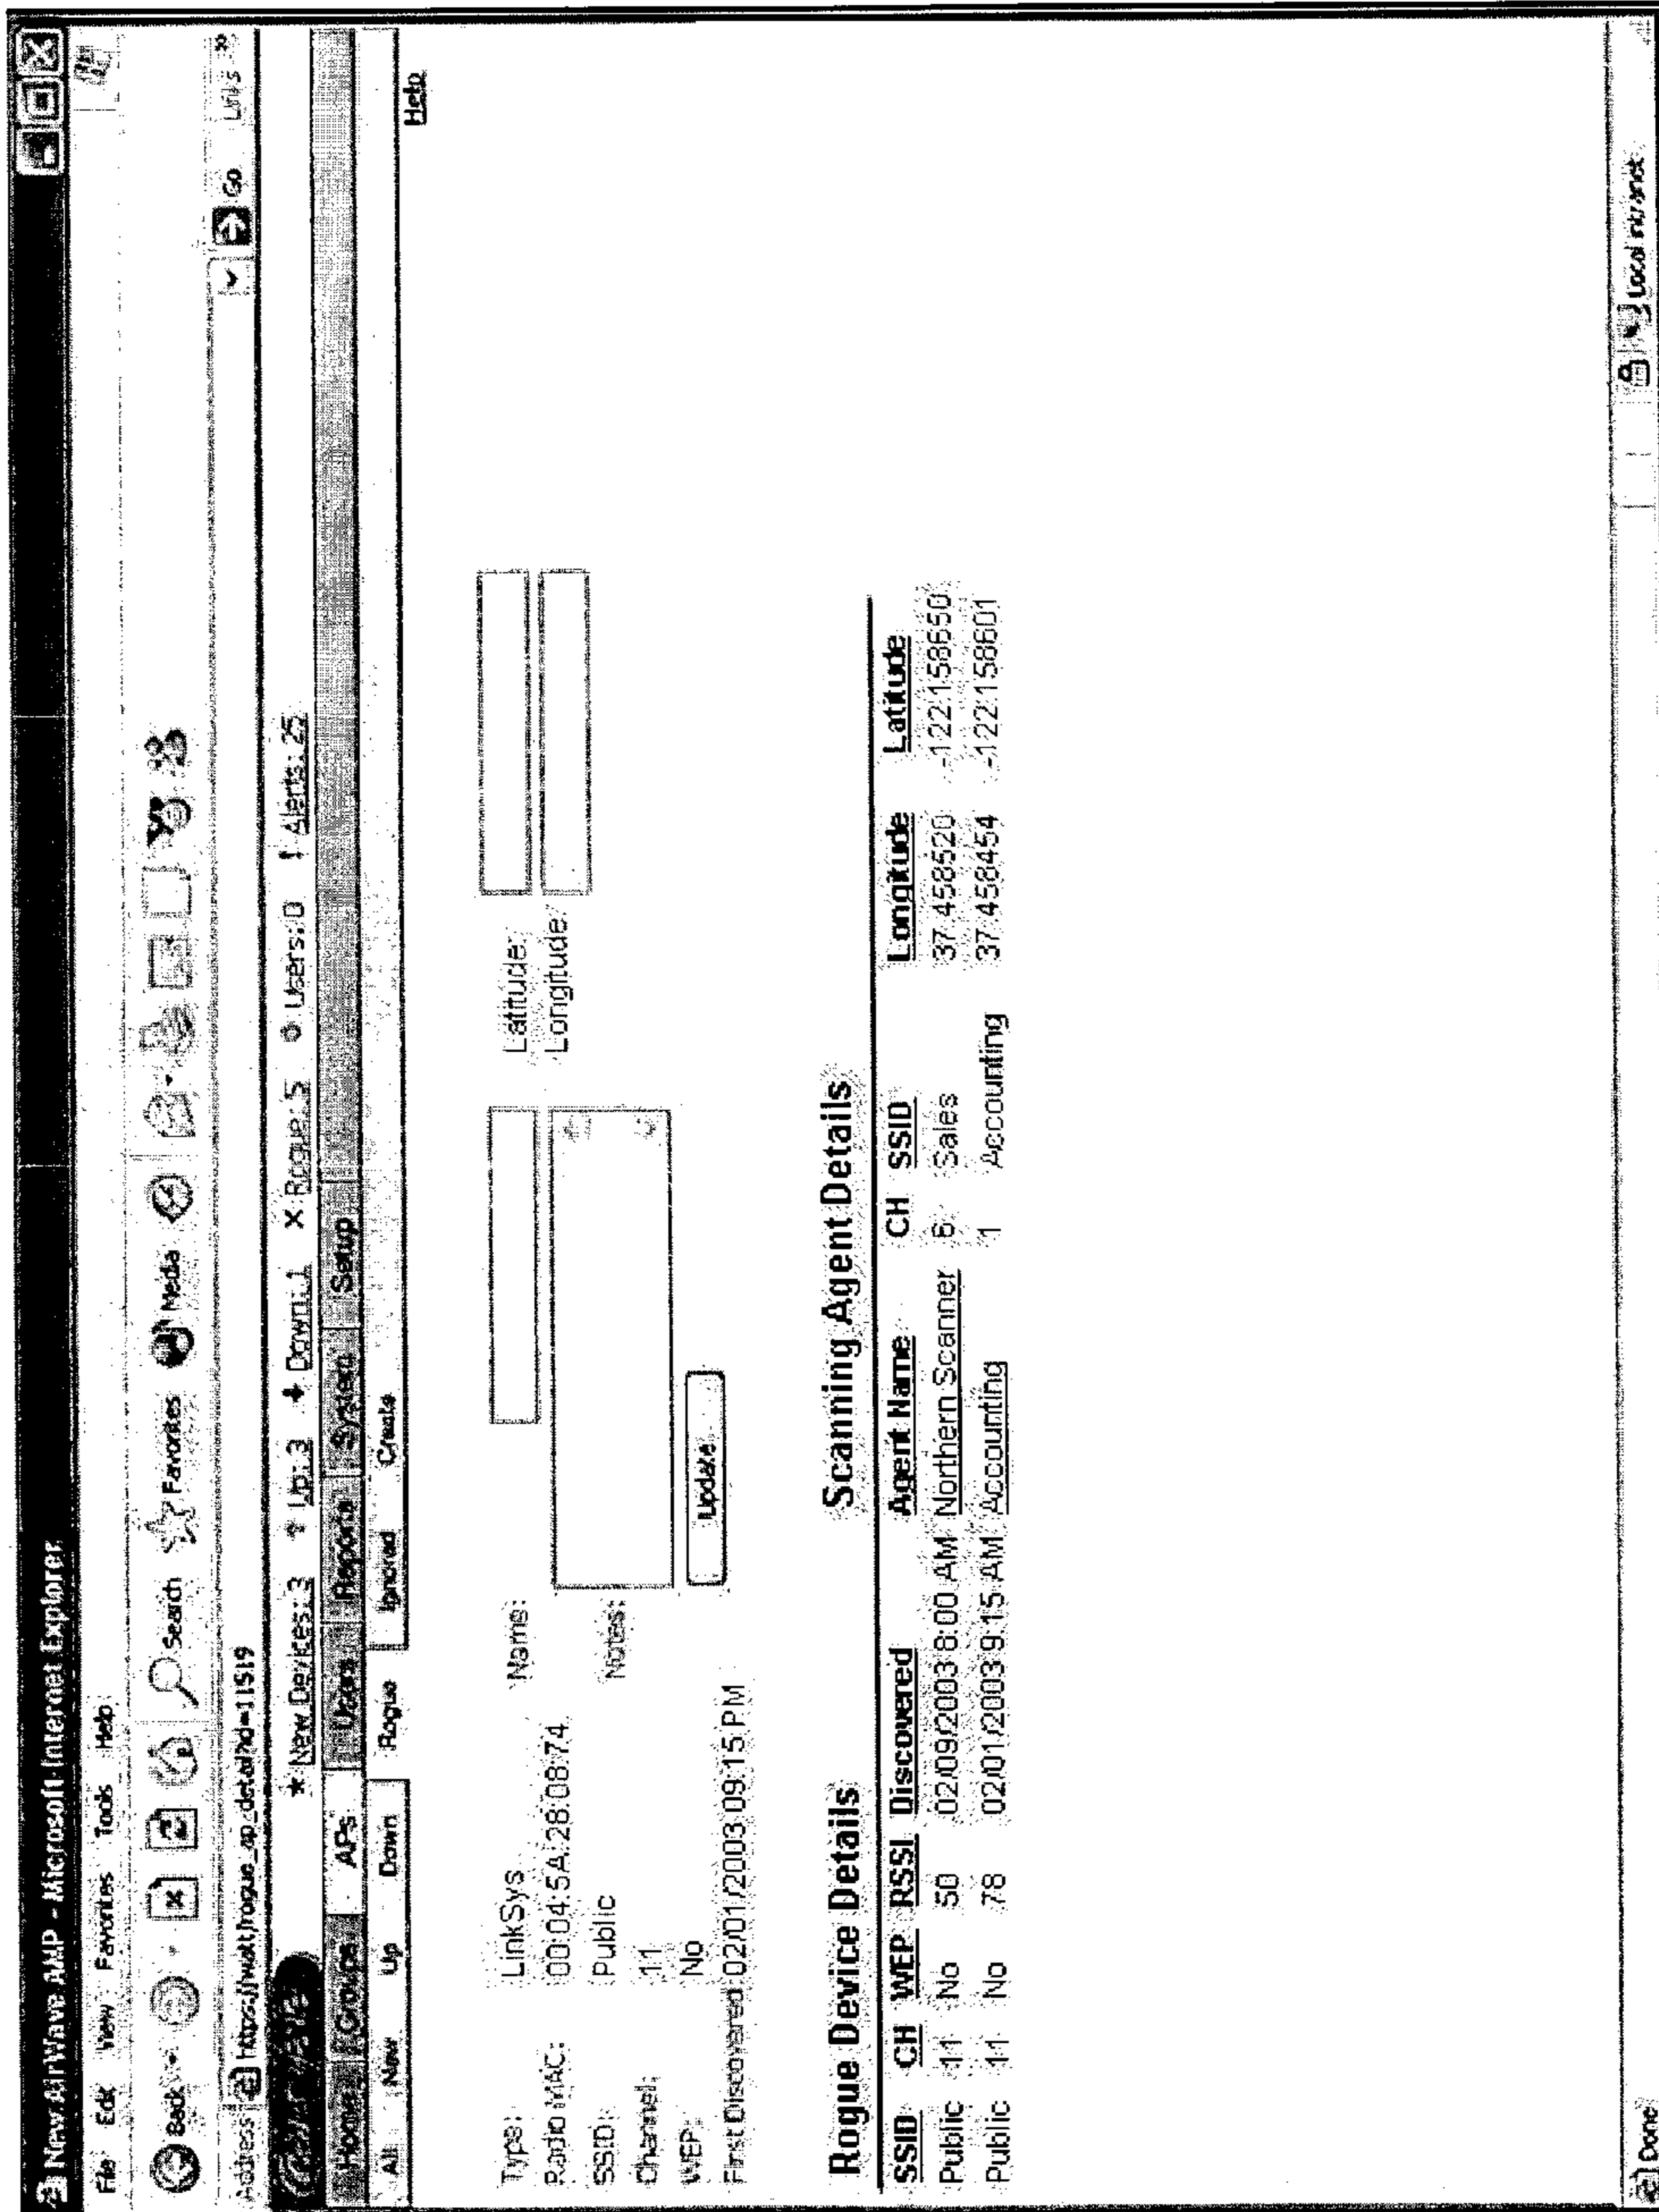 New AirWave AMP - Microsoft Internet Explorer
File Edit View Favorites Tools Help
Back Search Favorites Media
Address https://watt/rogue_ap_detail?id=11519 Go Links »
New Devices: 3 Up: 3 Down: 1 Rogue: 5 Users: 0 Alerts: 25
Home Groups APs Users Reports System Setup
All New Up Down Rogue Ignored Create
Help
Type: LinkSys Name: Latitude:
Radio MAC: 00:04:5A:28:08:74 Longitude:
SSID: Public Notes:
Channel: 11
WEP: No Update
First Discovered: 02/01/2003 09:15 PM
Rogue Device Details Scanning Agent Details
SSID CH WEP RSSI Discovered Agent Name CH SSID Longitude Latitude
Public 11 No 50 02/09/2003 8:00 AM Northern Scanner 6 Sales 37.458520 -122.158650
Public 11 No 78 02/01/2003 9:15 AM Accounting 1 Accounting 37.458454 -122.158601
Done Local intranet